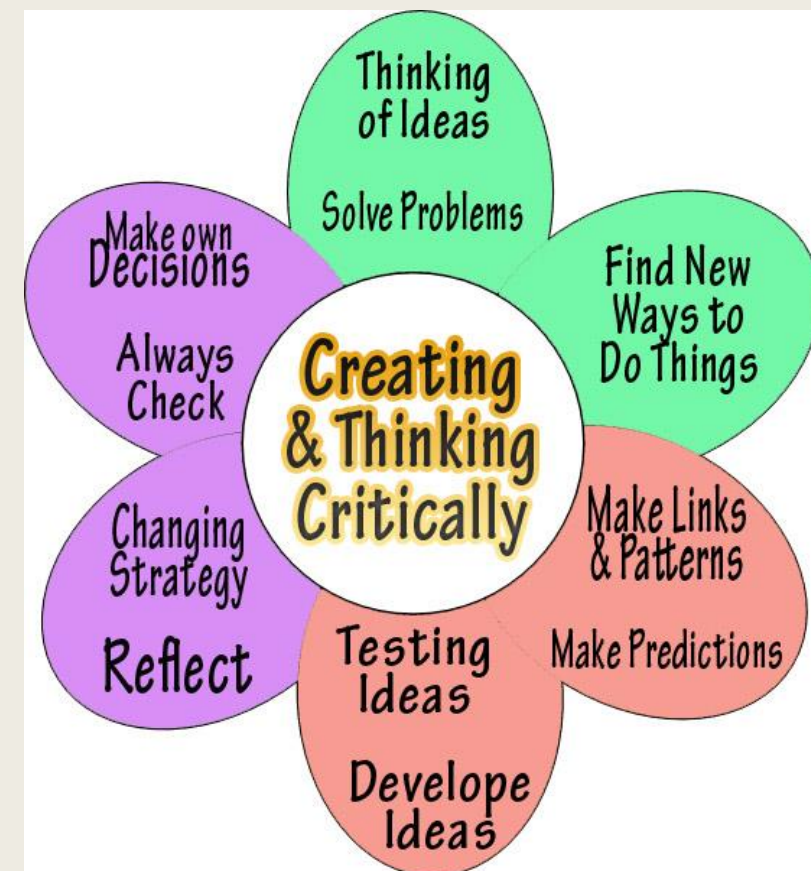 Thinking
of Ideas
Solve Problems
Find New
Ways to
Do Things
Make Links
& Patterns
Make Predictions
Testing
Ideas
Develope
Ideas
Changing
Strategy
Reflect
Make own
Decisions
Always
Check
Creating
& Thinking
Critically